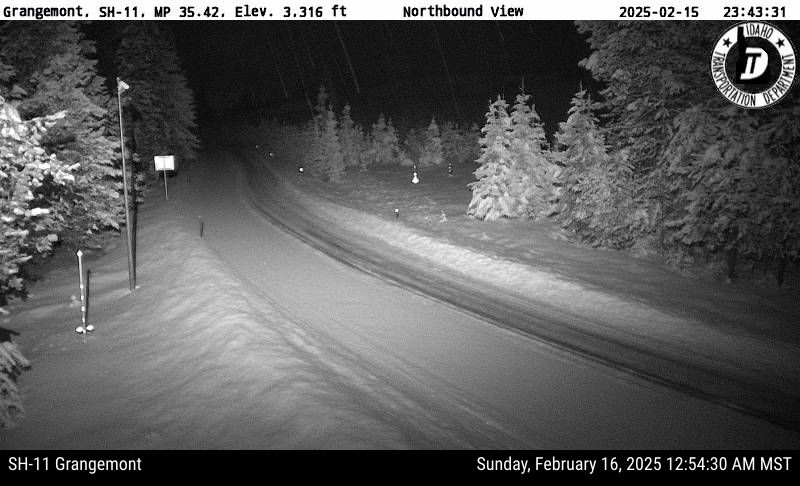 Grangemont, SH-11, MP 35.42, Elev. 3,316 ft Northbound View 2025-02-15 23:43:31
IDAHO
TRANSPORTATION DEPARTMENT
SH-11 Grangemont Sunday, February 16, 2025 12:54:30 AM MST